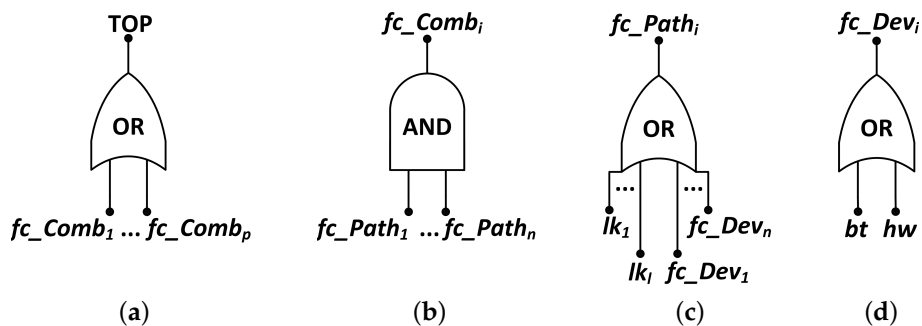 TOP
OR
fc_Comb1 ... fc_Combp
(a)
fc_Combi
AND
fc_Path1 ... fc_Pathn
(b)
fc_Pathi
OR
... ...
lk1 fc_Devn
lkl fc_Dev1
(c)
fc_Devi
OR
bt hw
(d)